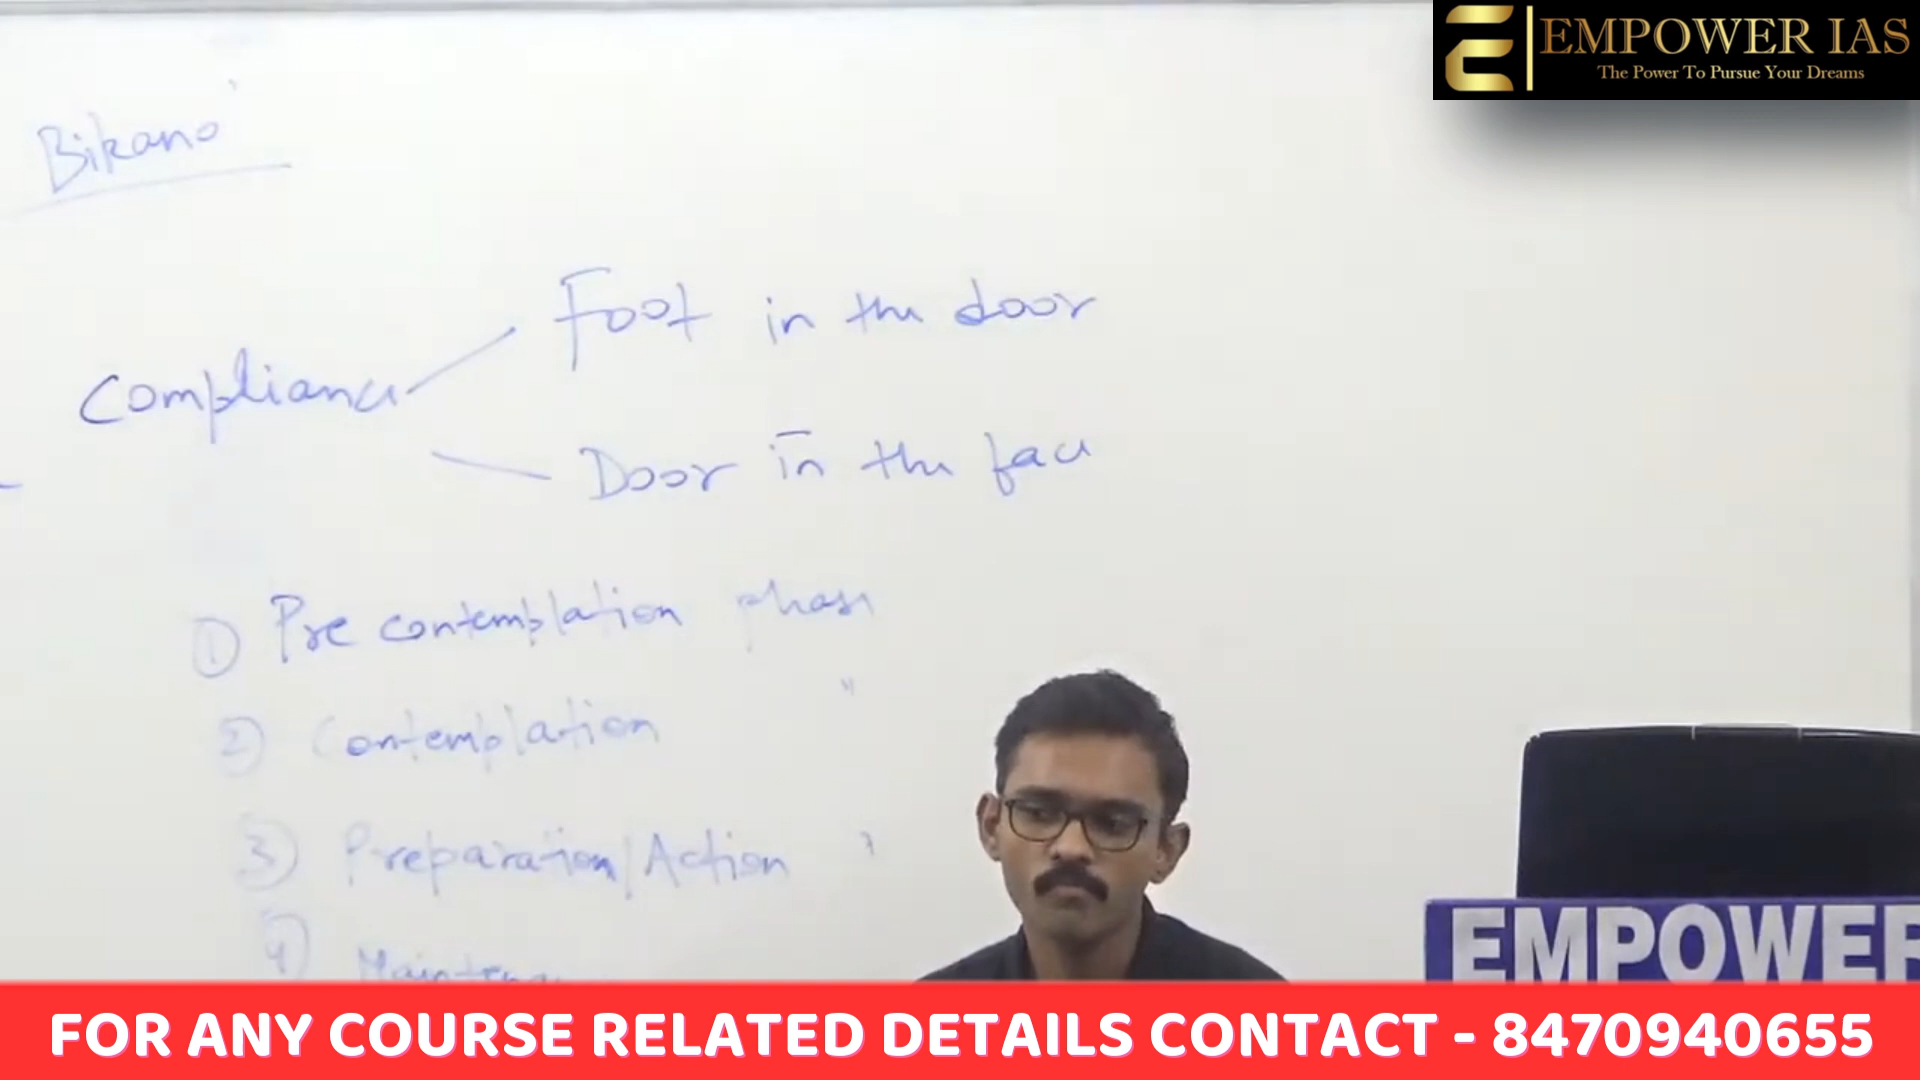 EMPOWER IAS
The Power To Pursue Your Dreams
Bikano
Compliance
Foot in the door
Door in the face
① Pre contemplation phase
② Contemplation "
③ Preparation/Action "
④
EMPOWER
FOR ANY COURSE RELATED DETAILS CONTACT - 8470940655